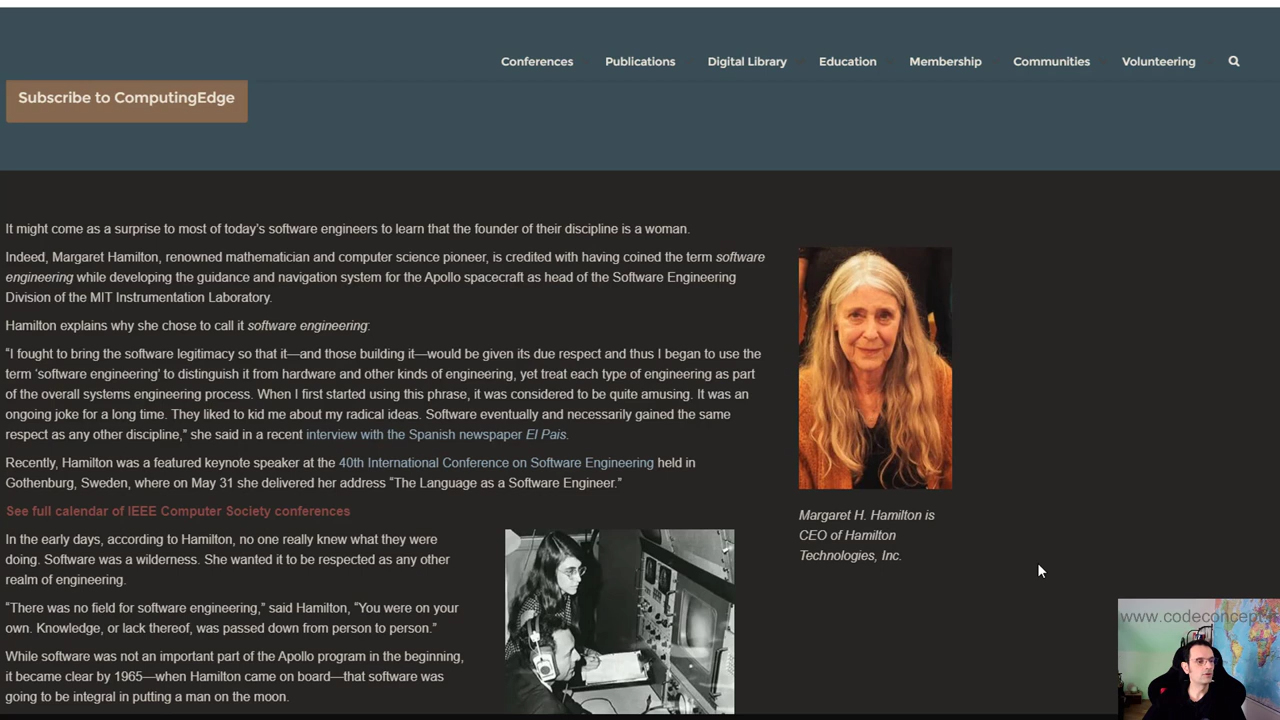 Conferences Publications Digital Library Education Membership Communities Volunteering
Subscribe to ComputingEdge
It might come as a surprise to most of today's software engineers to learn that the founder of their discipline is a woman.
Indeed, Margaret Hamilton, renowned mathematician and computer science pioneer, is credited with having coined the term software
engineering while developing the guidance and navigation system for the Apollo spacecraft as head of the Software Engineering
Division of the MIT Instrumentation Laboratory.
Hamilton explains why she chose to call it software engineering:
“I fought to bring the software legitimacy so that it—and those building it—would be given its due respect and thus I began to use the
term ‘software engineering’ to distinguish it from hardware and other kinds of engineering, yet treat each type of engineering as part
of the overall systems engineering process. When I first started using this phrase, it was considered to be quite amusing. It was an
ongoing joke for a long time. They liked to kid me about my radical ideas. Software eventually and necessarily gained the same
respect as any other discipline,” she said in a recent interview with the Spanish newspaper El Pais.
Recently, Hamilton was a featured keynote speaker at the 40th International Conference on Software Engineering held in
Gothenburg, Sweden, where on May 31 she delivered her address “The Language as a Software Engineer.”
See full calendar of IEEE Computer Society conferences
In the early days, according to Hamilton, no one really knew what they were
doing. Software was a wilderness. She wanted it to be respected as any other
realm of engineering.
“There was no field for software engineering,” said Hamilton, “You were on your
own. Knowledge, or lack thereof, was passed down from person to person.”
While software was not an important part of the Apollo program in the beginning,
it became clear by 1965—when Hamilton came on board—that software was
going to be integral in putting a man on the moon.
Margaret H. Hamilton is
CEO of Hamilton
Technologies, Inc.
www.codeconcept